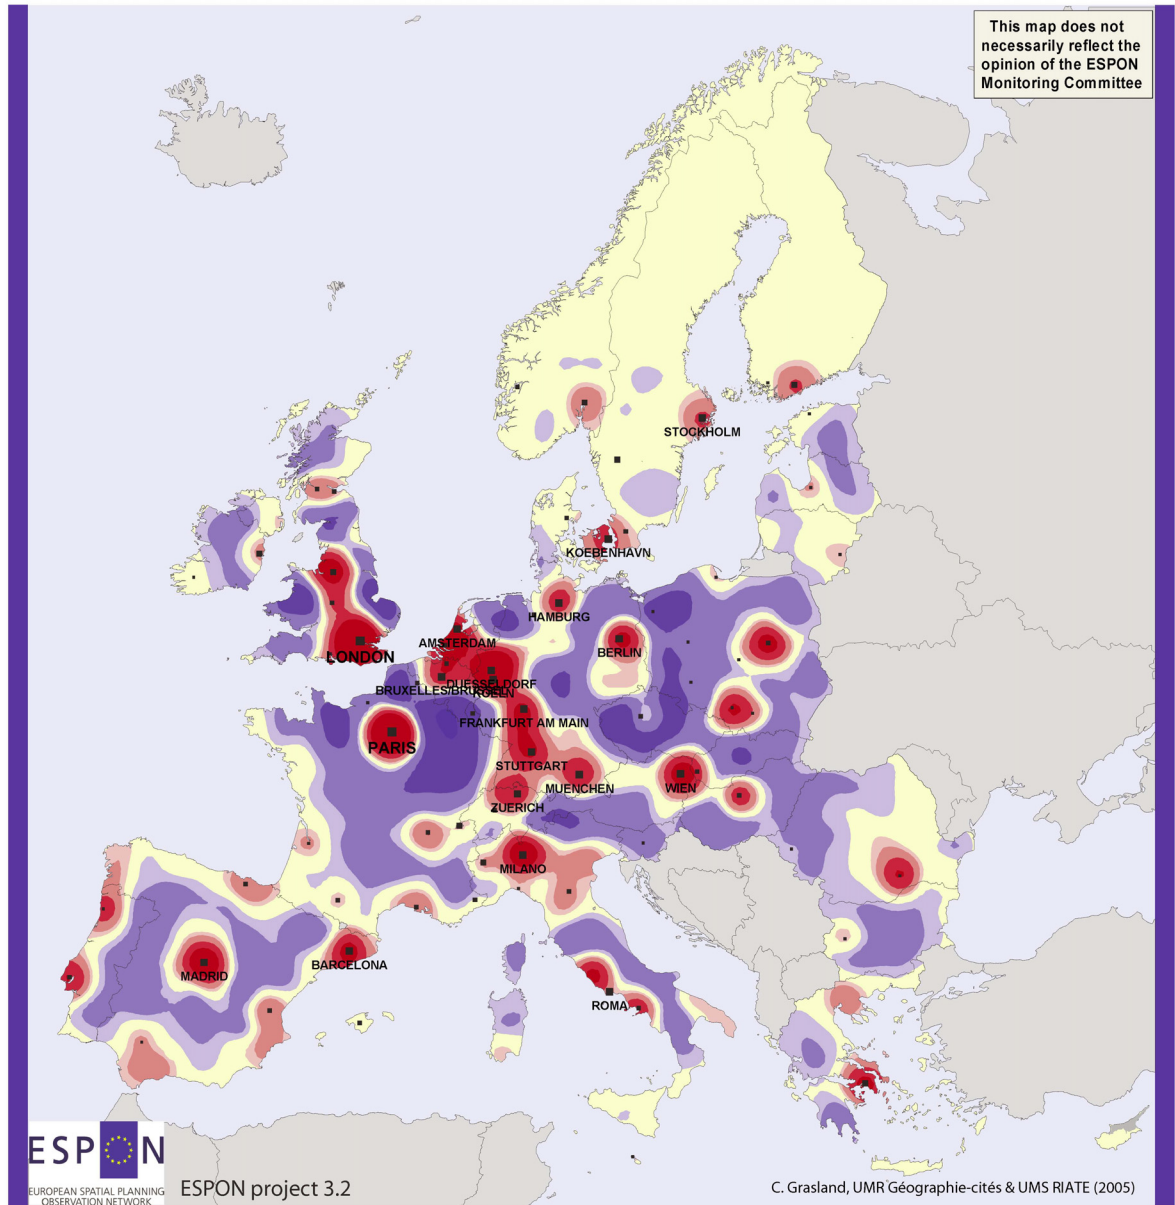 This map does not
necessarily reflect the
opinion of the ESPON
Monitoring Committee
STOCKHOLM
KOEBENHAVN
HAMBURG
AMSTERDAM
BERLIN
LONDON
DUESSELDORF
BRUXELLES/BRUSSEL
KOELN
FRANKFURT AM MAIN
PARIS
STUTTGART
MUENCHEN
WIEN
ZUERICH
MILANO
BARCELONA
MADRID
ROMA
ESPON
EUROPEAN SPATIAL PLANNING
OBSERVATION NETWORK
ESPON project 3.2
C. Grasland, UMR Géographie-cités & UMS RIATE (2005)